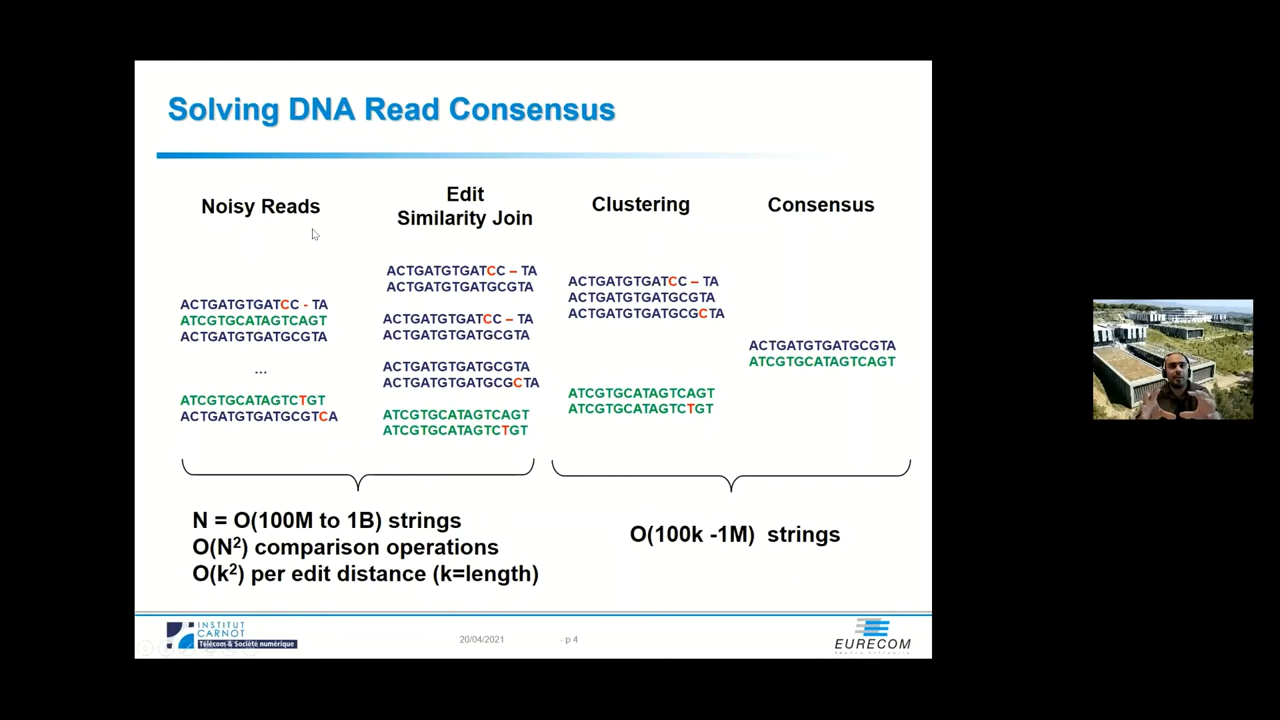 Solving DNA Read Consensus
Noisy Reads
ACTGATGTGATCC - TA
ATCGTGCATAGTCAGT
ACTGATGTGATGCGTA
...
ATCGTGCATAGTCTGT
ACTGATGTGATGCGTCA
Edit
Similarity Join
ACTGATGTGATCC – TA
ACTGATGTGATGCGTA
ACTGATGTGATCC – TA
ACTGATGTGATGCGTA
ACTGATGTGATGCGTA
ACTGATGTGATGCGCTA
ATCGTGCATAGTCAGT
ATCGTGCATAGTCTGT
Clustering
ACTGATGTGATCC – TA
ACTGATGTGATGCGTA
ACTGATGTGATGCGCTA
ATCGTGCATAGTCAGT
ATCGTGCATAGTCTGT
Consensus
ACTGATGTGATGCGTA
ATCGTGCATAGTCAGT
N = O(100M to 1B) strings
O(N²) comparison operations
O(k²) per edit distance (k=length)
O(100k -1M) strings
INSTITUT
CARNOT
Télécom & Société numérique
20/04/2021
- p 4
EURECOM